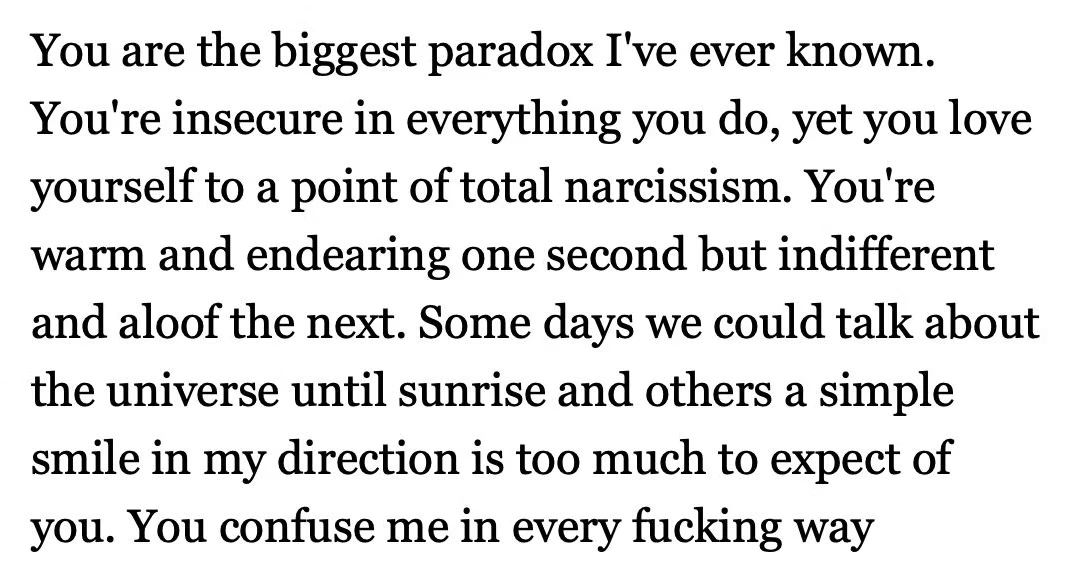 You are the biggest paradox I've ever known.
You're insecure in everything you do, yet you love
yourself to a point of total narcissism. You're
warm and endearing one second but indifferent
and aloof the next. Some days we could talk about
the universe until sunrise and others a simple
smile in my direction is too much to expect of
you. You confuse me in every fucking way